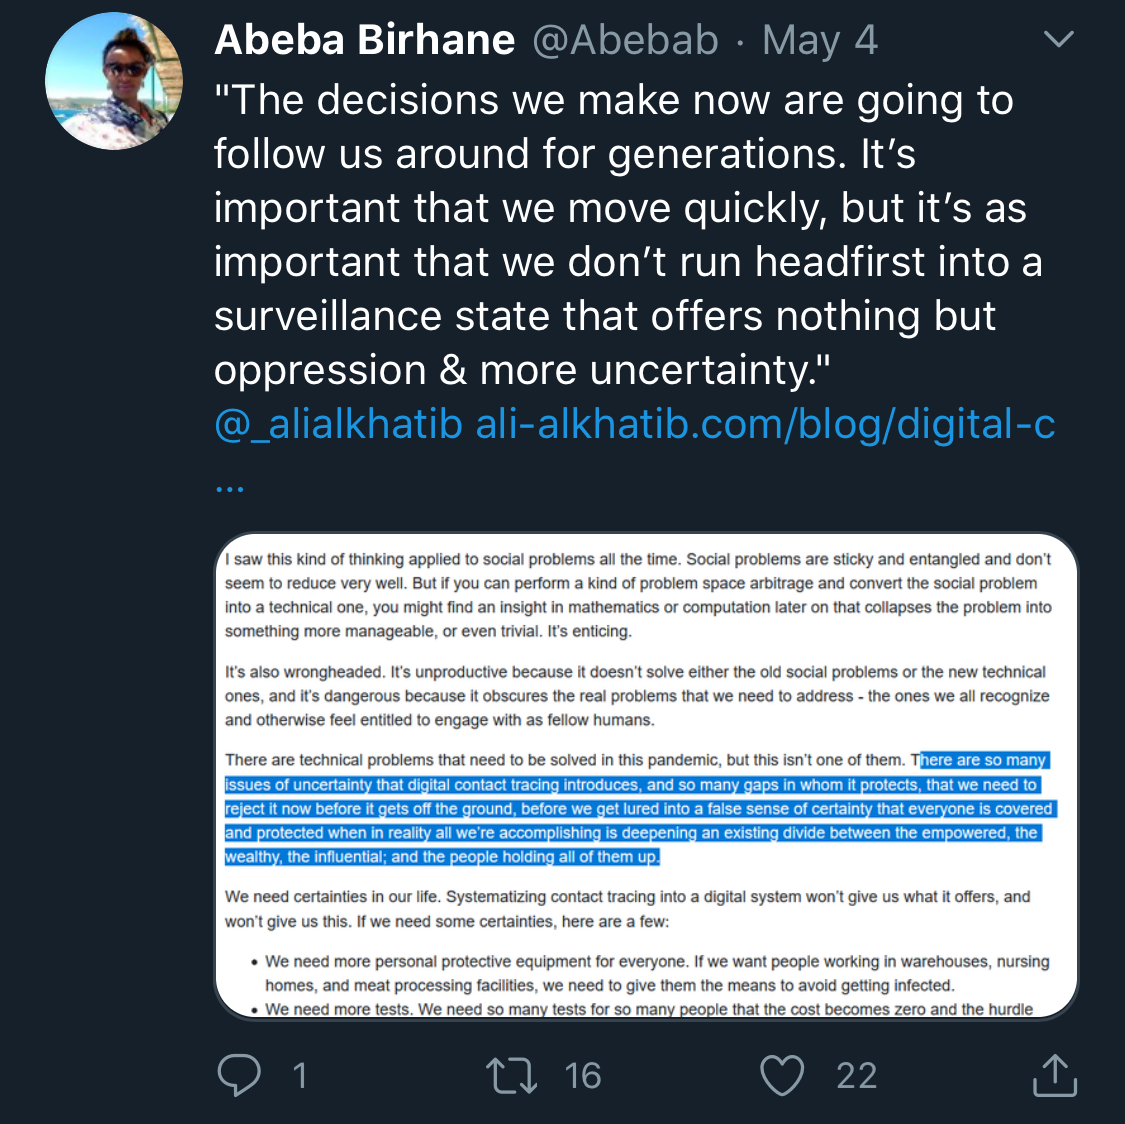 Abeba Birhane @Abebab · May 4
"The decisions we make now are going to
follow us around for generations. It’s
important that we move quickly, but it’s as
important that we don’t run headfirst into a
surveillance state that offers nothing but
oppression & more uncertainty."
@_alialkhatib ali-alkhatib.com/blog/digital-c
...
I saw this kind of thinking applied to social problems all the time. Social problems are sticky and entangled and don’t
seem to reduce very well. But if you can perform a kind of problem space arbitrage and convert the social problem
into a technical one, you might find an insight in mathematics or computation later on that collapses the problem into
something more manageable, or even trivial. It’s enticing.
It’s also wrongheaded. It’s unproductive because it doesn’t solve either the old social problems or the new technical
ones, and it’s dangerous because it obscures the real problems that we need to address - the ones we all recognize
and otherwise feel entitled to engage with as fellow humans.
There are technical problems that need to be solved in this pandemic, but this isn’t one of them. There are so many
issues of uncertainty that digital contact tracing introduces, and so many gaps in whom it protects, that we need to
reject it now before it gets off the ground, before we get lured into a false sense of certainty that everyone is covered
and protected when in reality all we’re accomplishing is deepening an existing divide between the empowered, the
wealthy, the influential; and the people holding all of them up.
We need certainties in our life. Systematizing contact tracing into a digital system won’t give us what it offers, and
won’t give us this. If we need some certainties, here are a few:
• We need more personal protective equipment for everyone. If we want people working in warehouses, nursing
homes, and meat processing facilities, we need to give them the means to avoid getting infected.
• We need more tests. We need so many tests for so many people that the cost becomes zero and the hurdle
1 16 22